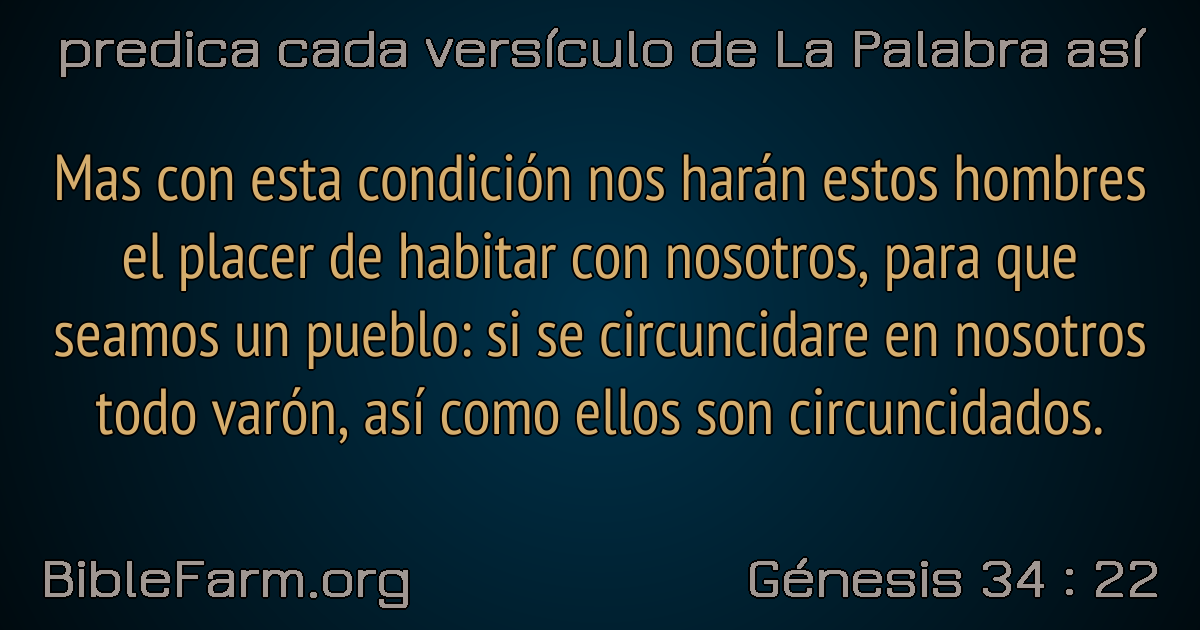 predica cada versículo de La Palabra así
Mas con esta condición nos harán estos hombres
el placer de habitar con nosotros, para que
seamos un pueblo: si se circuncidare en nosotros
todo varón, así como ellos son circuncidados.
BibleFarm.org
Génesis 34 : 22